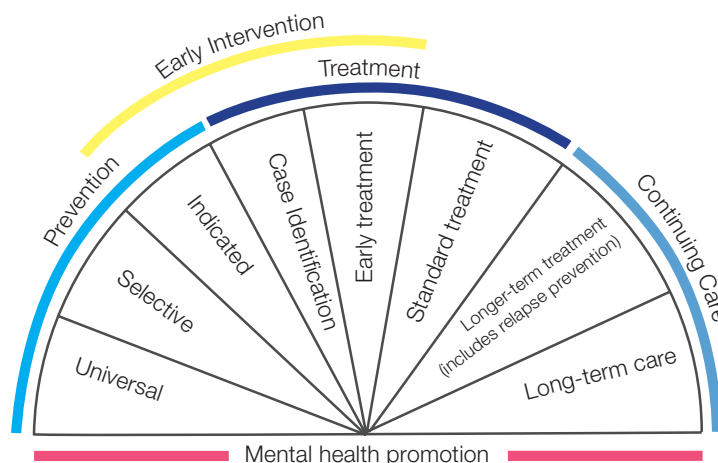 Early Intervention
Treatment
Prevention
Continuing Care
Universal
Selective
Indicated
Case Identification
Early treatment
Standard treatment
Longer-term treatment
(includes relapse prevention)
Long-term care
Mental health promotion